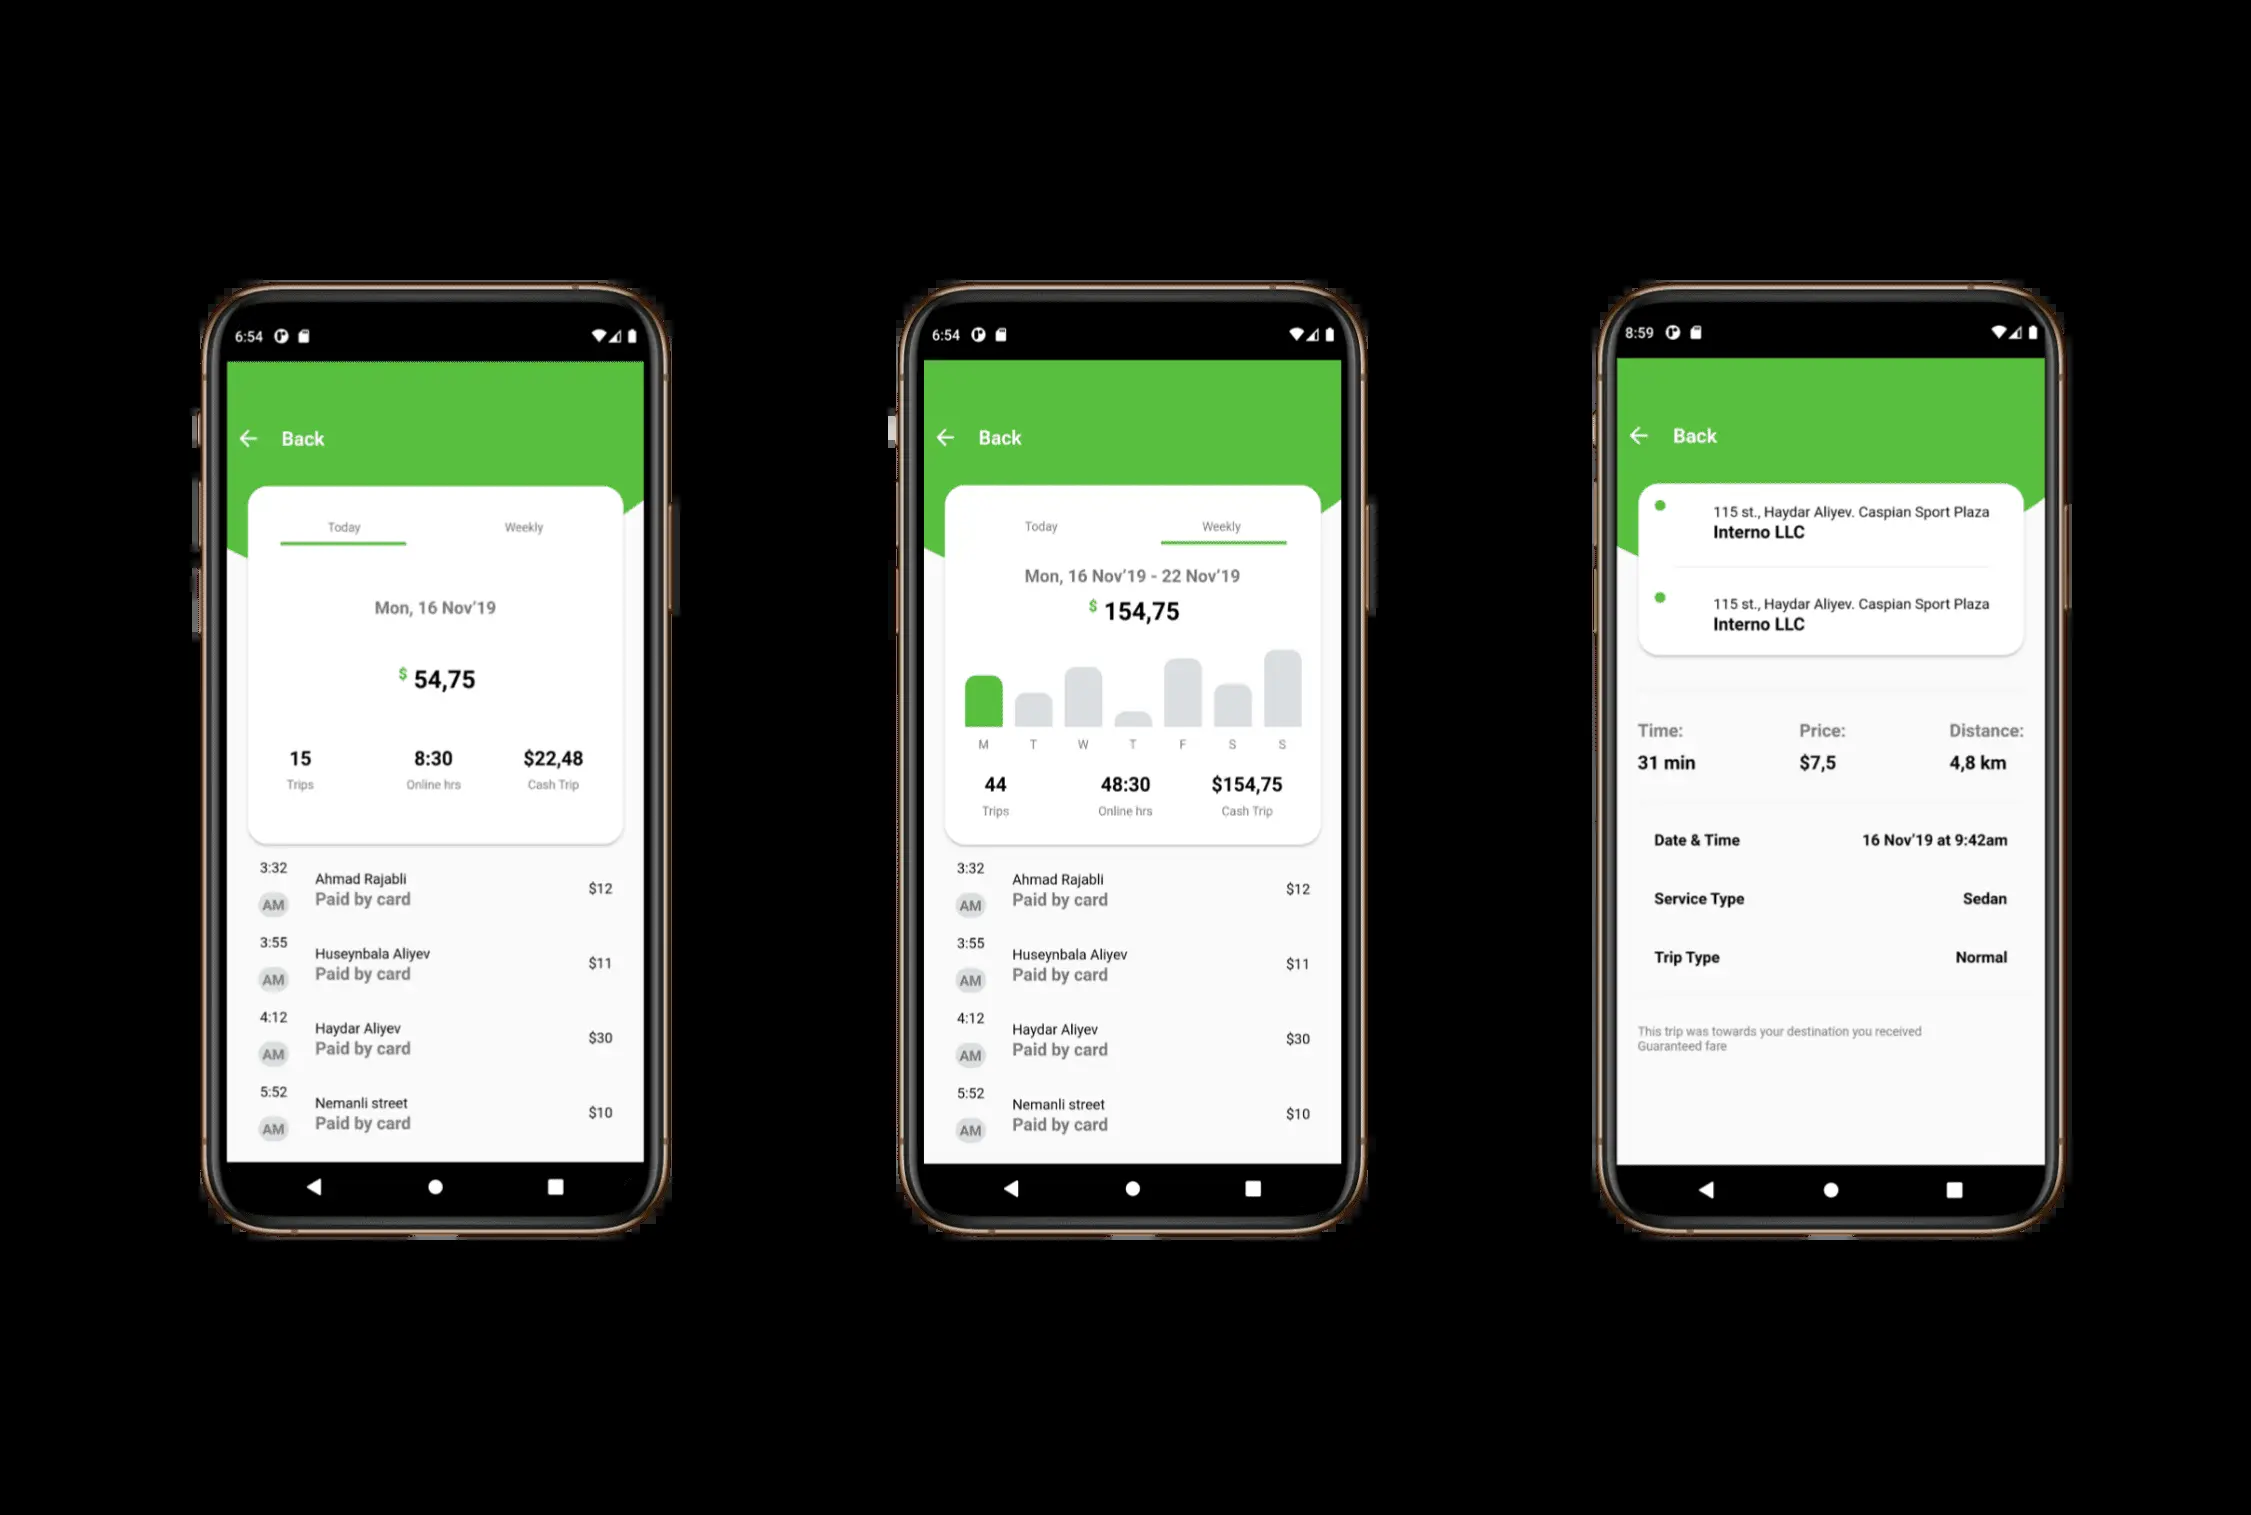 6:54
Back
Today Weekly
Mon, 16 Nov’19
$ 54,75
15 8:30 $22,48
Trips Online hrs Cash Trip
3:32
AM
Ahmad Rajabli
Paid by card
$12
3:55
AM
Huseynbala Aliyev
Paid by card
$11
4:12
AM
Haydar Aliyev
Paid by card
$30
5:52
AM
Nemanli street
Paid by card
$10
6:54
Back
Today Weekly
Mon, 16 Nov’19 - 22 Nov’19
$ 154,75
M T W T F S S
44 48:30 $154,75
Trips Online hrs Cash Trip
3:32
AM
Ahmad Rajabli
Paid by card
$12
3:55
AM
Huseynbala Aliyev
Paid by card
$11
4:12
AM
Haydar Aliyev
Paid by card
$30
5:52
AM
Nemanli street
Paid by card
$10
8:59
Back
115 st., Haydar Aliyev. Caspian Sport Plaza
Interno LLC
115 st., Haydar Aliyev. Caspian Sport Plaza
Interno LLC
Time: Price: Distance:
31 min $7,5 4,8 km
Date & Time 16 Nov’19 at 9:42am
Service Type Sedan
Trip Type Normal
This trip was towards your destination you received
Guaranteed fare